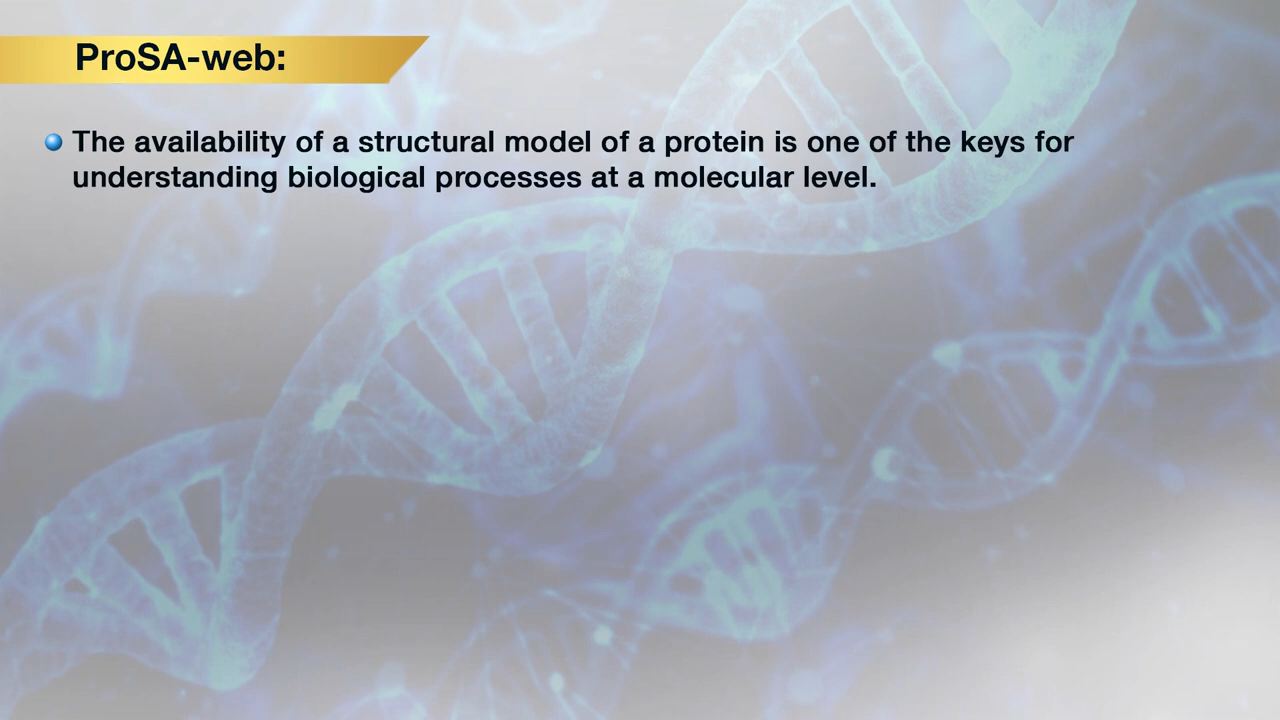 ProSA-web:
The availability of a structural model of a protein is one of the keys for
understanding biological processes at a molecular level.